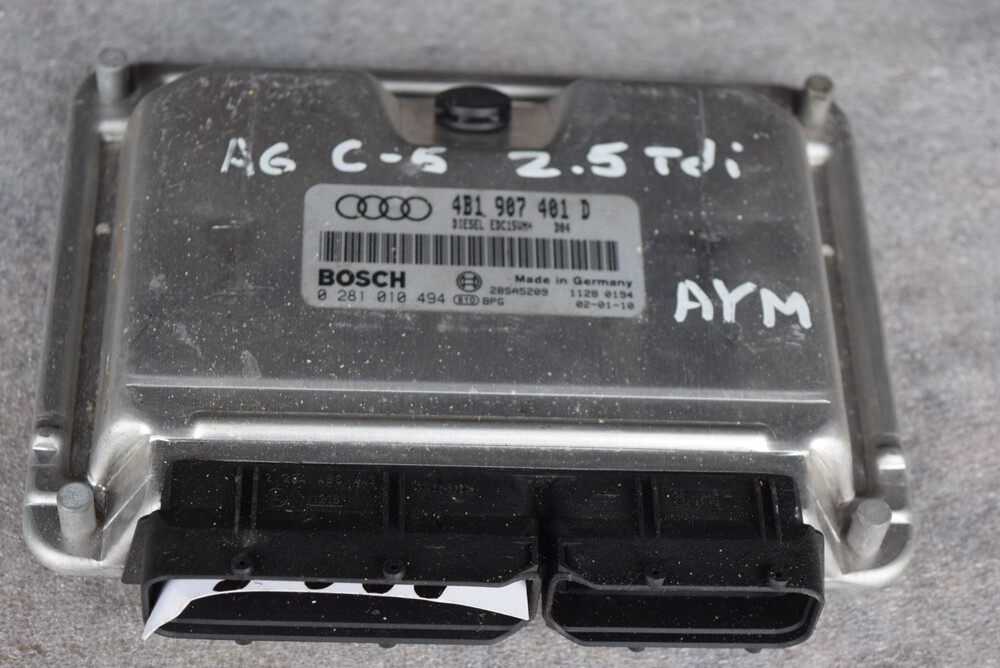 A6 C-5 2.5 Tdi
4B1 907 401 D
DIESEL EDC15VM+ D04
BOSCH
Made in Germany
0 281 010 494 BPG
28SA5209 1128 0194
02-01-10
AYM